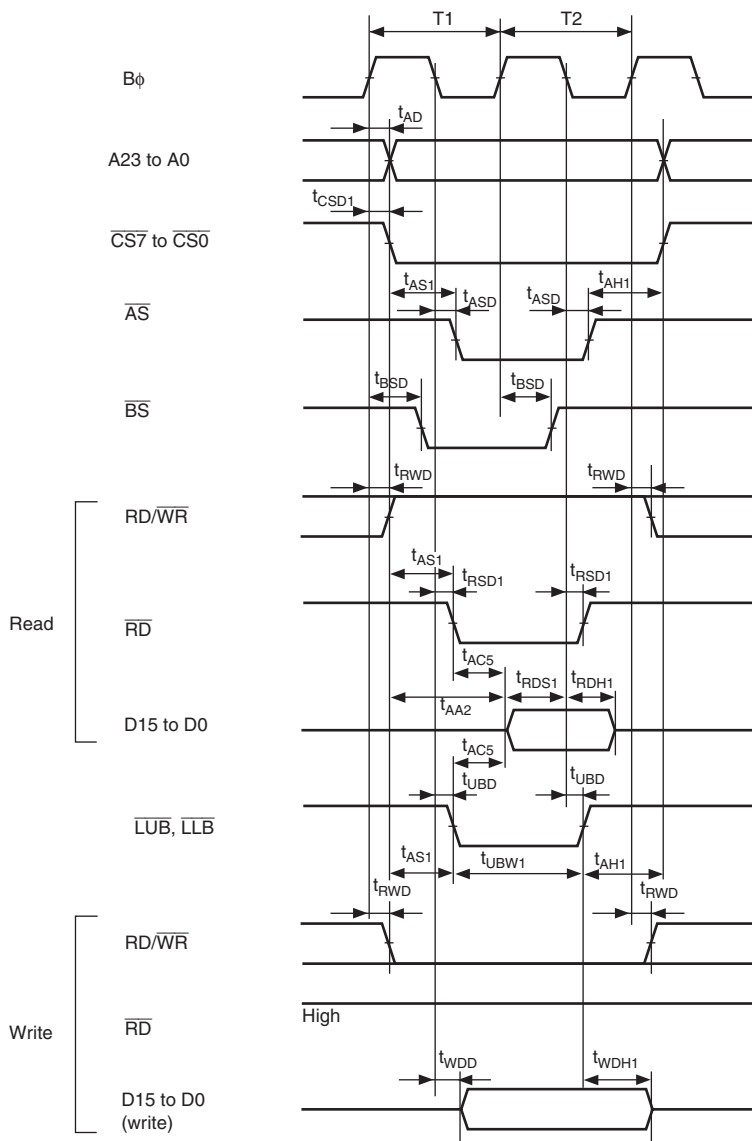 T1 T2
Bφ
tAD
A23 to A0
tCSD1
CS7 to CS0
tAS1 tASD tASD tAH1
AS
tBSD tBSD
BS
tRWD tRWD
RD/WR
tAS1
tRSD1 tRSD1
Read
RD
tAC5
tRDS1 tRDH1
tAA2
D15 to D0
tAC5
tUBD tUBD
LUB, LLB
tAS1 tUBW1 tAH1
tRWD tRWD
RD/WR
High
Write
RD
tWDD tWDH1
D15 to D0
(write)